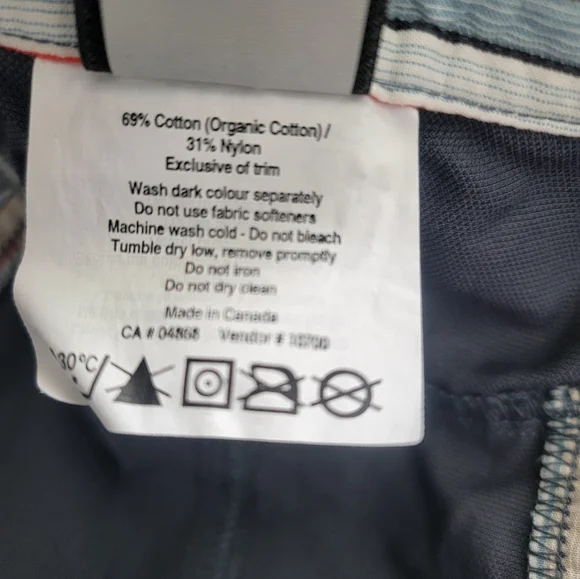 69% Cotton (Organic Cotton)/
31% Nylon
Exclusive of trim
Wash dark colour separately
Do not use fabric softeners
Machine wash cold - Do not bleach
Tumble dry low, remove promptly
Do not iron
Do not dry clean
Made in Canada
CA # Vendor #
30°C